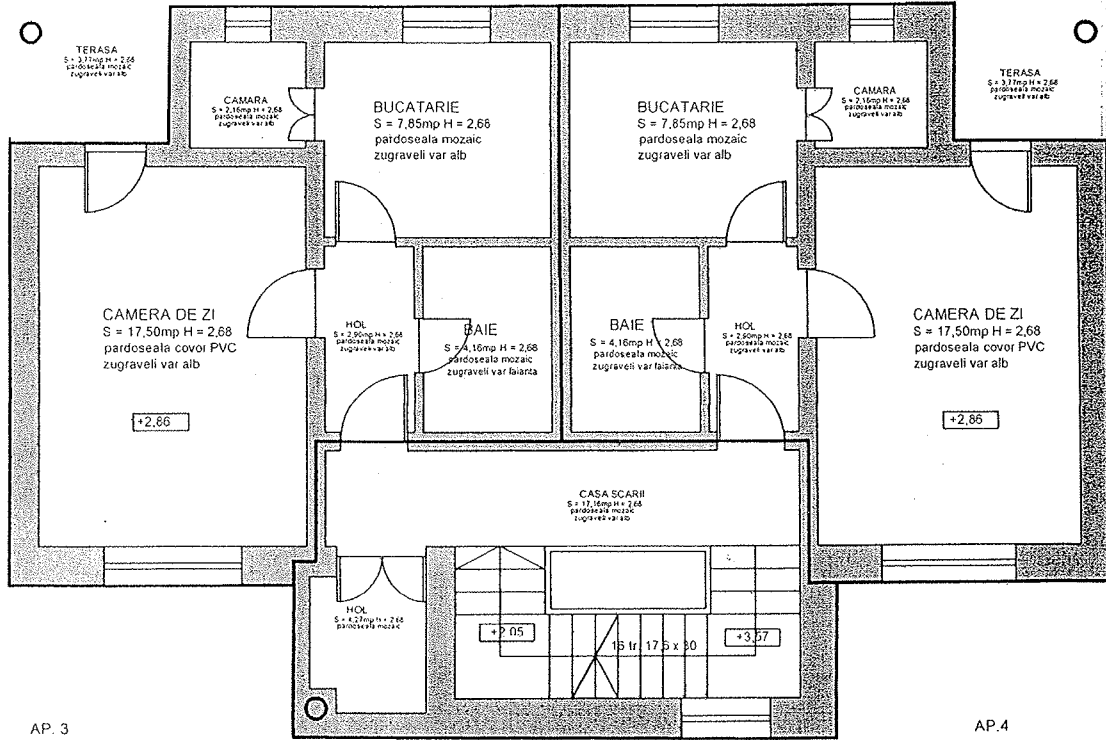 TERASA
S = 3,77mp H = 2,68
pardoseala mozaic
zugraveli var alb
CAMARA
S = 2,16mp H = 2,68
pardoseala mozaic
zugraveli var alb
BUCATARIE
S = 7,85mp H = 2,68
pardoseala mozaic
zugraveli var alb
BUCATARIE
S = 7,85mp H = 2,68
pardoseala mozaic
zugraveli var alb
CAMARA
S = 2,16mp H = 2,68
pardoseala mozaic
zugraveli var alb
TERASA
S = 3,77mp H = 2,68
pardoseala mozaic
zugraveli var alb
CAMERA DE ZI
S = 17,50mp H = 2,68
pardoseala covor PVC
zugraveli var alb
+2,86
HOL
S = 2,90mp H = 2,68
pardoseala mozaic
zugraveli var alb
BAIE
S = 4,16mp H = 2,68
pardoseala mozaic
zugraveli var faianta
BAIE
S = 4,16mp H = 2,68
pardoseala mozaic
zugraveli var faianta
HOL
S = 2,90mp H = 2,68
pardoseala mozaic
zugraveli var alb
CAMERA DE ZI
S = 17,50mp H = 2,68
pardoseala covor PVC
zugraveli var alb
+2,86
CASA SCARII
S = 17,16mp H = 2,68
pardoseala mozaic
zugraveli var alb
HOL
S = 4,27mp H = 2,68
pardoseala mozaic
+2,05
16 tr. 17,6 x 30
+3,57
AP. 3
AP.4